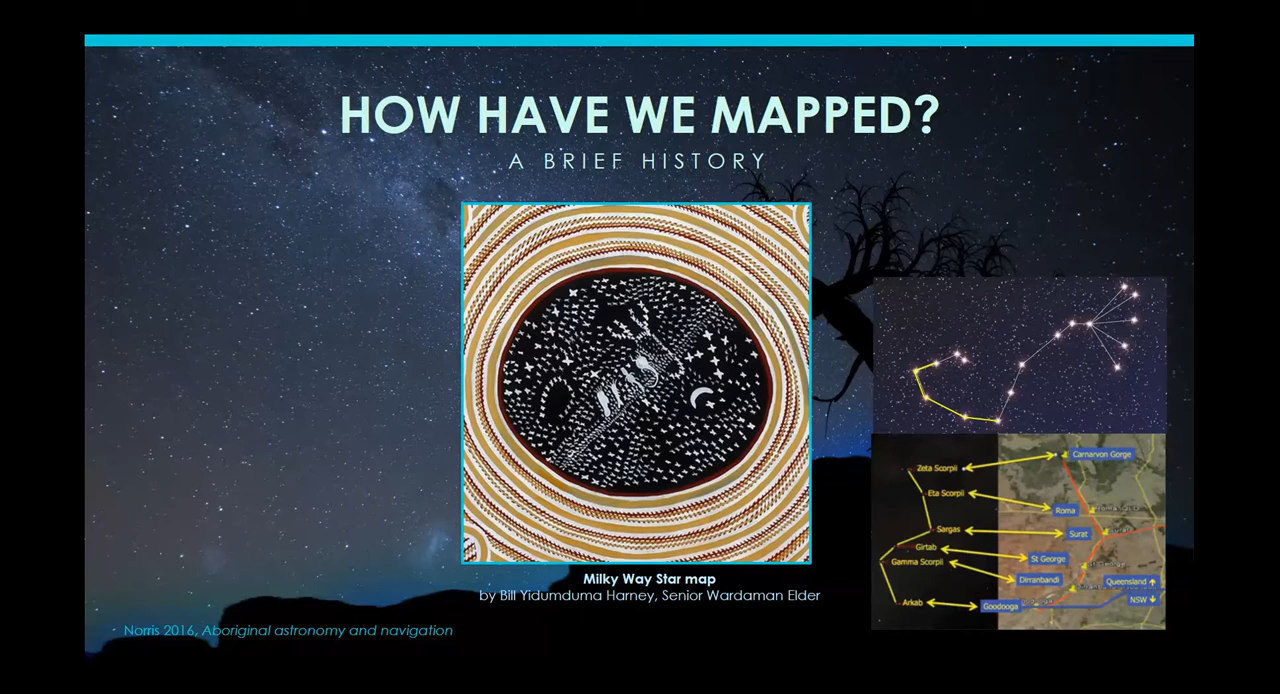 HOW HAVE WE MAPPED?
A BRIEF HISTORY
Milky Way Star map
by Bill Yidumduma Harney, Senior Wardaman Elder
Zeta Scorpii
Carnarvon Gorge
Eta Scorpii
Roma
Sargas
Surat
Girtab
St George
Gamma Scorpii
Dirranbandi
Queensland
NSW
Arkab
Goodooga
Norris 2016, Aboriginal astronomy and navigation